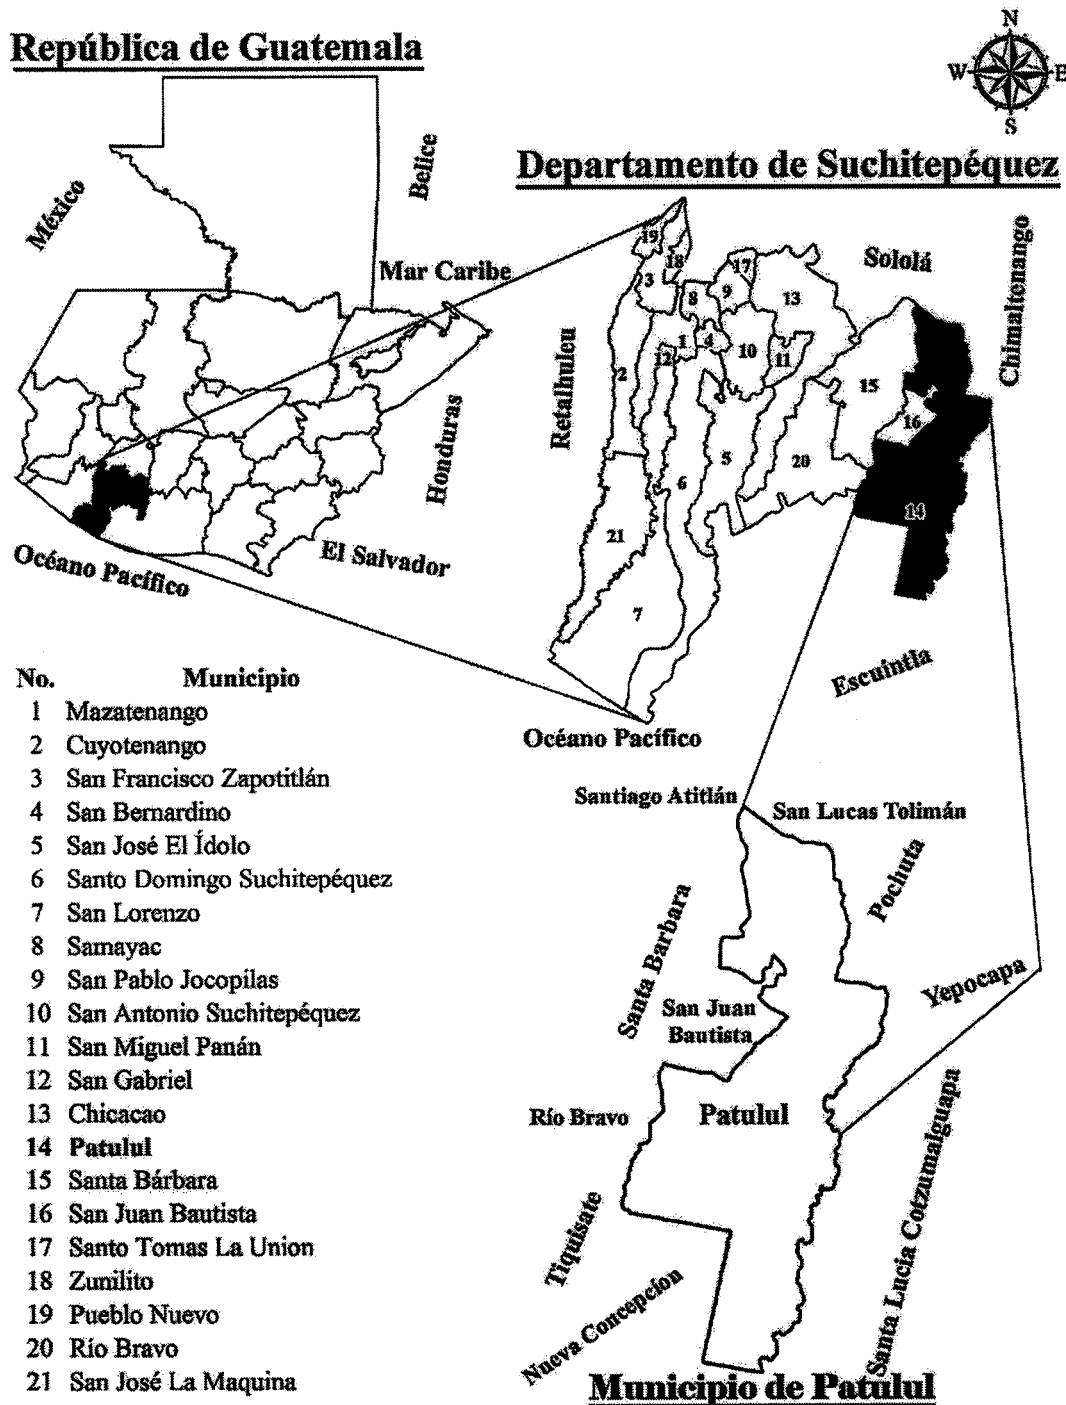 República de Guatemala
N
W
E
S
Departamento de Suchitepéquez
México
Belice
Mar Caribe
Honduras
El Salvador
Océano Pacífico
Sololá
Chimaltenango
Retalhuleu
19
18
3
17
9
8
13
1
4
12
10
11
2
15
16
5
20
6
14
21
7
Escuintla
Océano Pacífico
No. Municipio
1 Mazatenango
2 Cuyotenango
3 San Francisco Zapotitlán
4 San Bernardino
5 San José El Ídolo
6 Santo Domingo Suchitepéquez
7 San Lorenzo
8 Samayac
9 San Pablo Jocopilas
10 San Antonio Suchitepéquez
11 San Miguel Panán
12 San Gabriel
13 Chicacao
14 Patulul
15 Santa Bárbara
16 San Juan Bautista
17 Santo Tomas La Union
18 Zunilito
19 Pueblo Nuevo
20 Río Bravo
21 San José La Maquina
Santiago Atitlán
San Lucas Tolimán
Pochuta
Santa Barbara
Yepocapa
San Juan
Bautista
Río Bravo
Patulul
Tiquisate
Santa Lucia Cotzumalguapa
Nueva Concepcion
Municipio de Patulul